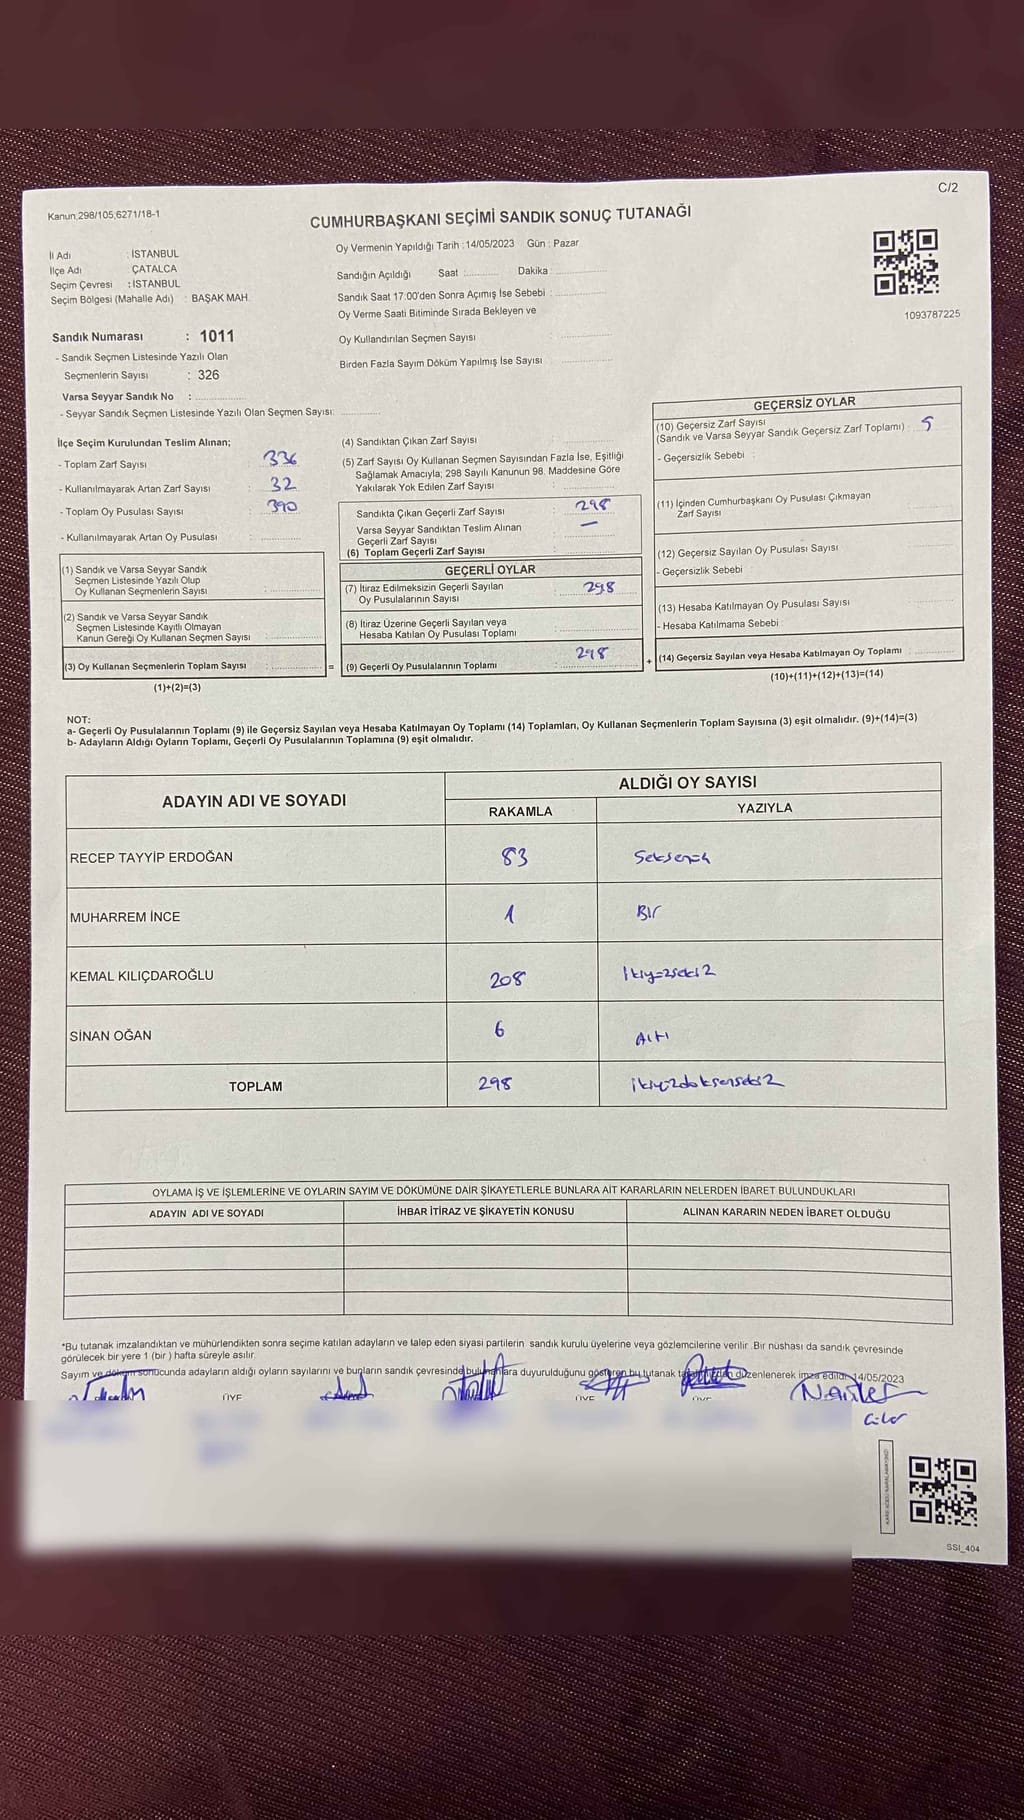 C/2
Kanun;298/105,6271/18-1
CUMHURBAŞKANI SEÇİMİ SANDIK SONUÇ TUTANAĞI
İl Adı : İSTANBUL
İlçe Adı ÇATALCA
Seçim Çevresi : İSTANBUL
Seçim Bölgesi (Mahalle Adı) : BAŞAK MAH.
Oy Vermenin Yapıldığı Tarih : 14/05/2023 Gün : Pazar
Sandığın Açıldığı Saat :............ Dakika :................
Sandık Saat 17:00'den Sonra Açımış İse Sebebi :................
Oy Verme Saati Bitiminde Sırada Bekleyen ve
Oy Kullandırılan Seçmen Sayısı :................
Birden Fazla Sayım Döküm Yapılmış İse Sayısı :................
1093787225
Sandık Numarası : 1011
- Sandık Seçmen Listesinde Yazılı Olan
Seçmenlerin Sayısı : 326
Varsa Seyyar Sandık No :................
- Seyyar Sandık Seçmen Listesinde Yazılı Olan Seçmen Sayısı: ............
İlçe Seçim Kurulundan Teslim Alınan;
- Toplam Zarf Sayısı : 336
- Kullanılmayarak Artan Zarf Sayısı : 32
- Toplam Oy Pusulası Sayısı : 390
- Kullanılmayarak Artan Oy Pusulası :............
(1) Sandık ve Varsa Seyyar Sandık
Seçmen Listesinde Yazılı Olup
Oy Kullanan Seçmenlerin Sayısı :................
(2) Sandık ve Varsa Seyyar Sandık
Seçmen Listesinde Kayıtlı Olmayan
Kanun Gereği Oy Kullanan Seçmen Sayısı :................
(3) Oy Kullanan Seçmenlerin Toplam Sayısı :................ =
(1)+(2)=(3)
(4) Sandıktan Çıkan Zarf Sayısı :................
(5) Zarf Sayısı Oy Kullanan Seçmen Sayısından Fazla İse, Eşitliği
Sağlamak Amacıyla; 298 Sayılı Kanunun 98. Maddesine Göre
Yakılarak Yok Edilen Zarf Sayısı :................
Sandıkta Çıkan Geçerli Zarf Sayısı : 298
Varsa Seyyar Sandıktan Teslim Alınan
Geçerli Zarf Sayısı : —
(6) Toplam Geçerli Zarf Sayısı :................
GEÇERLİ OYLAR
(7) İtiraz Edilmeksizin Geçerli Sayılan
Oy Pusulalarının Sayısı : 298
(8) İtiraz Üzerine Geçerli Sayılan veya
Hesaba Katılan Oy Pusulası Toplamı :................
(9) Geçerli Oy Pusulalarının Toplamı : 298 +
GEÇERSİZ OYLAR
(10) Geçersiz Zarf Sayısı
(Sandık ve Varsa Seyyar Sandık Geçersiz Zarf Toplamı) : 5
- Geçersizlik Sebebi :
(11) İçinden Cumhurbaşkanı Oy Pusulası Çıkmayan
Zarf Sayısı
(12) Geçersiz Sayılan Oy Pusulası Sayısı
- Geçersizlik Sebebi :
(13) Hesaba Katılmayan Oy Pusulası Sayısı
- Hesaba Katılmama Sebebi :
(14) Geçersiz Sayılan veya Hesaba Katılmayan Oy Toplamı :............
(10)+(11)+(12)+(13)=(14)
NOT:
a- Geçerli Oy Pusulalarının Toplamı (9) ile Geçersiz Sayılan veya Hesaba Katılmayan Oy Toplamı (14) Toplamları, Oy Kullanan Seçmenlerin Toplam Sayısına (3) eşit olmalıdır. (9)+(14)=(3)
b- Adayların Aldığı Oyların Toplamı, Geçerli Oy Pusulalarının Toplamına (9) eşit olmalıdır.
ADAYIN ADI VE SOYADI ALDIĞI OY SAYISI
RAKAMLA YAZIYLA
RECEP TAYYİP ERDOĞAN 83
MUHARREM İNCE 1 Bir
KEMAL KILIÇDAROĞLU 208 İkiyüzsekiz
SİNAN OĞAN 6 Altı
TOPLAM 298 ikiyüzdoksansekiz
OYLAMA İŞ VE İŞLEMLERİNE VE OYLARIN SAYIM VE DÖKÜMÜNE DAİR ŞİKAYETLERLE BUNLARA AİT KARARLARIN NELERDEN İBARET BULUNDUKLARI
ADAYIN ADI VE SOYADI İHBAR İTİRAZ VE ŞİKAYETİN KONUSU ALINAN KARARIN NEDEN İBARET OLDUĞU
*Bu tutanak imzalandıktan ve mühürlendikten sonra seçime katılan adayların ve talep eden siyasi partilerin sandık kurulu üyelerine veya gözlemcilerine verilir .Bir nüshası da sandık çevresinde
görülecek bir yere 1 (bir ) hafta süreyle asılır.
Sayım ve döküm sonucunda adayların aldığı oyların sayılarını ve bunların sandık çevresinde bulunanlara duyurulduğunu gösteren bu tutanak tarafımızdan düzenlenerek imza edildi. 14/05/2023
ÜYE ÜYE ÜYE
SSI_404